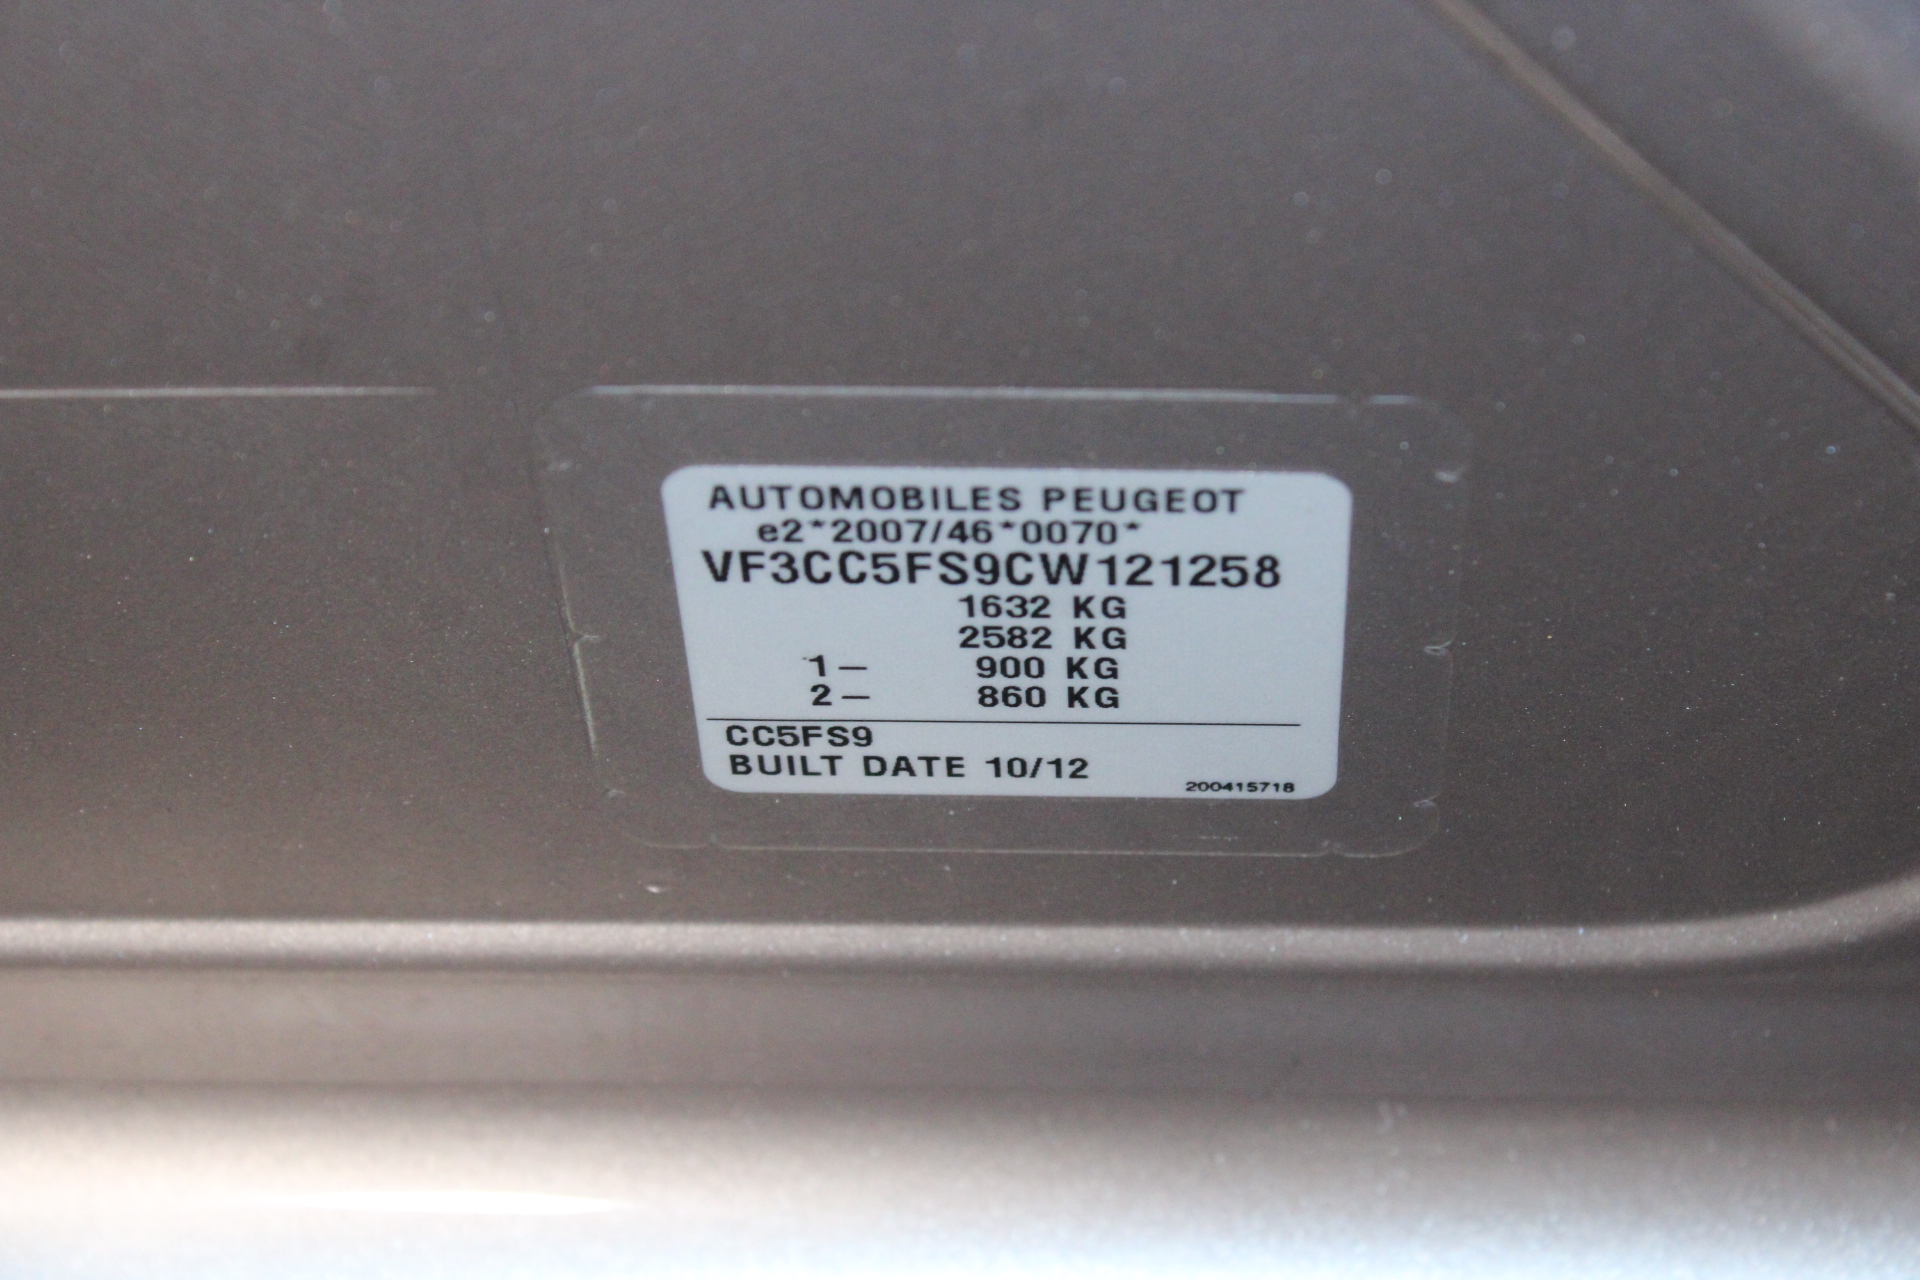 AUTOMOBILES PEUGEOT
e2*2007/46*0070*
VF3CC5FS9CW121258
1632 KG
2582 KG
1— 900 KG
2— 860 KG
CC5FS9
BUILT DATE 10/12
200415718